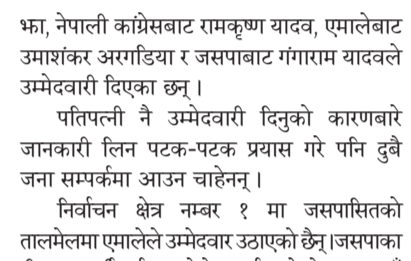 झा, नेपाली कांग्रेसबाट रामकृष्ण यादव, एमालेबाट
उमाशंकर अरगडिया र जसपाबाट गंगाराम यादवले
उम्मेदवारी दिएका छन् ।
पतिपत्नी नै उम्मेदवारी दिनुको कारणबारे
जानकारी लिन पटक-पटक प्रयास गरे पनि दुबै
जना सम्पर्कमा आउन चाहेनन् ।
निर्वाचन क्षेत्र नम्बर १ मा जसपासितको
तालमेलमा एमालेले उम्मेदवार उठाएको छैन् ।जसपाका